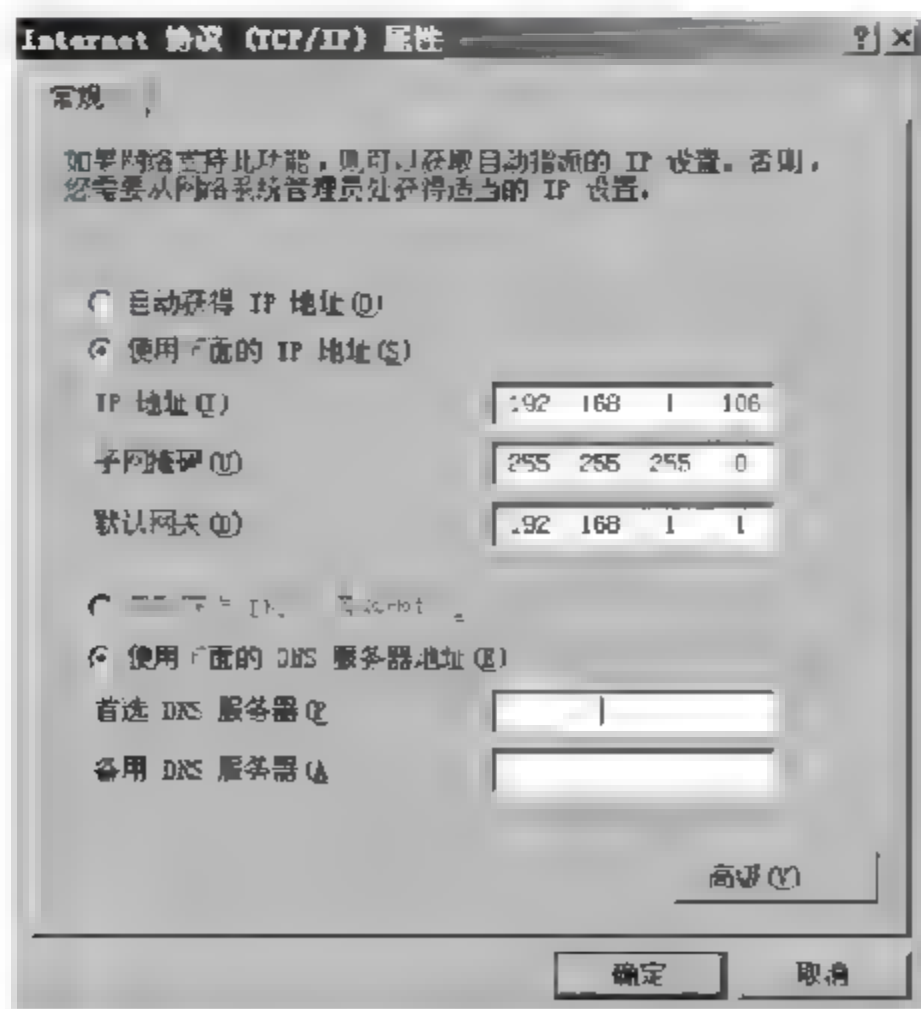 Internet 协议 (TCP/IP) 属性
常规
如果网络支持此功能，则可以获取自动指派的 IP 设置。否则，
您需要从网络系统管理员处获得适当的 IP 设置。
自动获得 IP 地址(O)
使用下面的 IP 地址(S)
IP 地址(I)
192 168 1 106
子网掩码(U)
255 255 255 0
默认网关(D)
192 168 1 1
使用下面的 DNS 服务器地址(E)
首选 DNS 服务器(P
备用 DNS 服务器(A
高级(V)
确定
取消